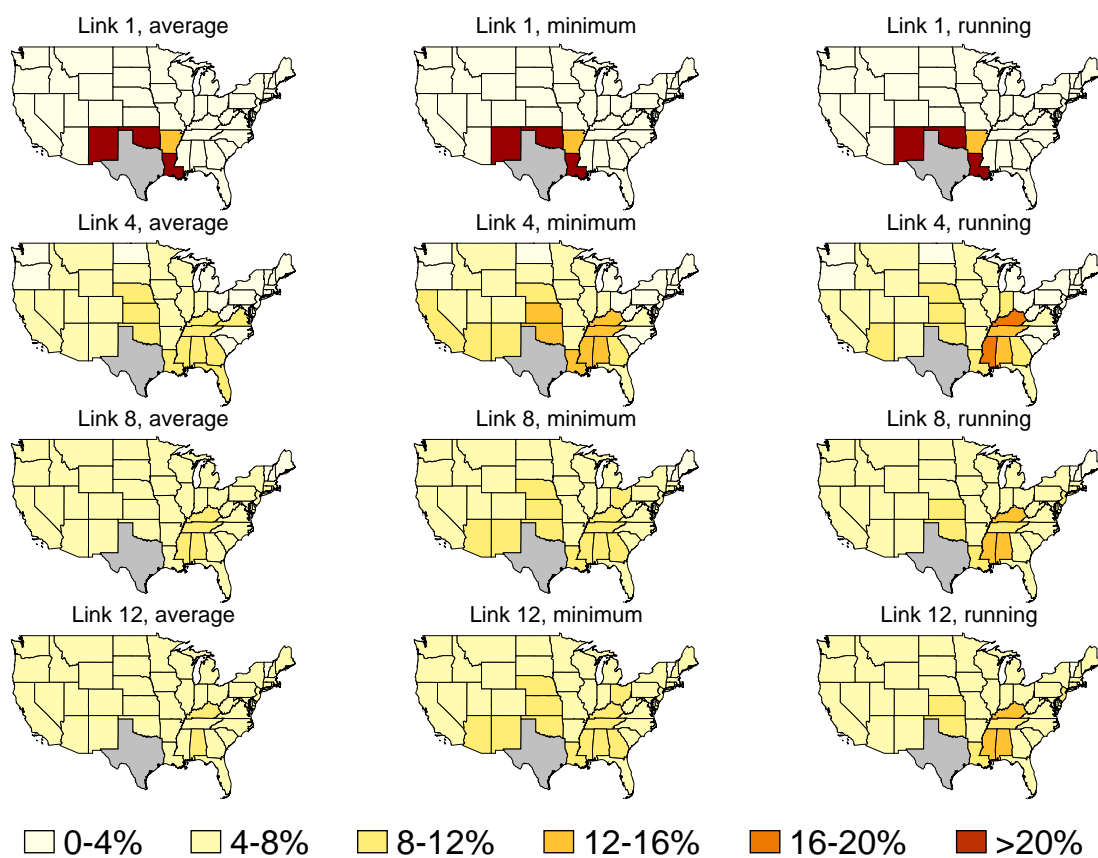 Link 1, average
Link 1, minimum
Link 1, running
Link 4, average
Link 4, minimum
Link 4, running
Link 8, average
Link 8, minimum
Link 8, running
Link 12, average
Link 12, minimum
Link 12, running
0-4%
4-8%
8-12%
12-16%
16-20%
>20%